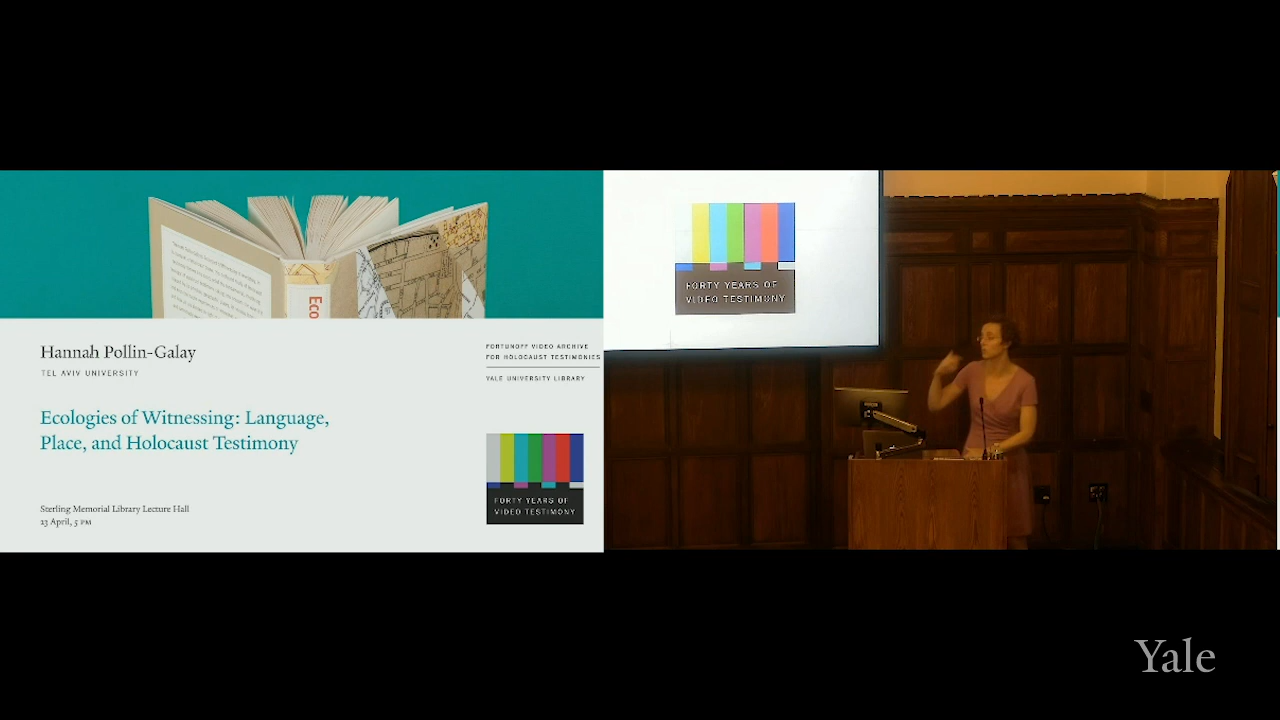 Eco
Hannah Pollin-Galay
TEL AVIV UNIVERSITY
Ecologies of Witnessing: Language,
Place, and Holocaust Testimony
Sterling Memorial Library Lecture Hall
23 April, 5 PM
FORTUNOFF VIDEO ARCHIVE
FOR HOLOCAUST TESTIMONIES
YALE UNIVERSITY LIBRARY
FORTY YEARS OF
VIDEO TESTIMONY
FORTY YEARS OF
VIDEO TESTIMONY
Yale